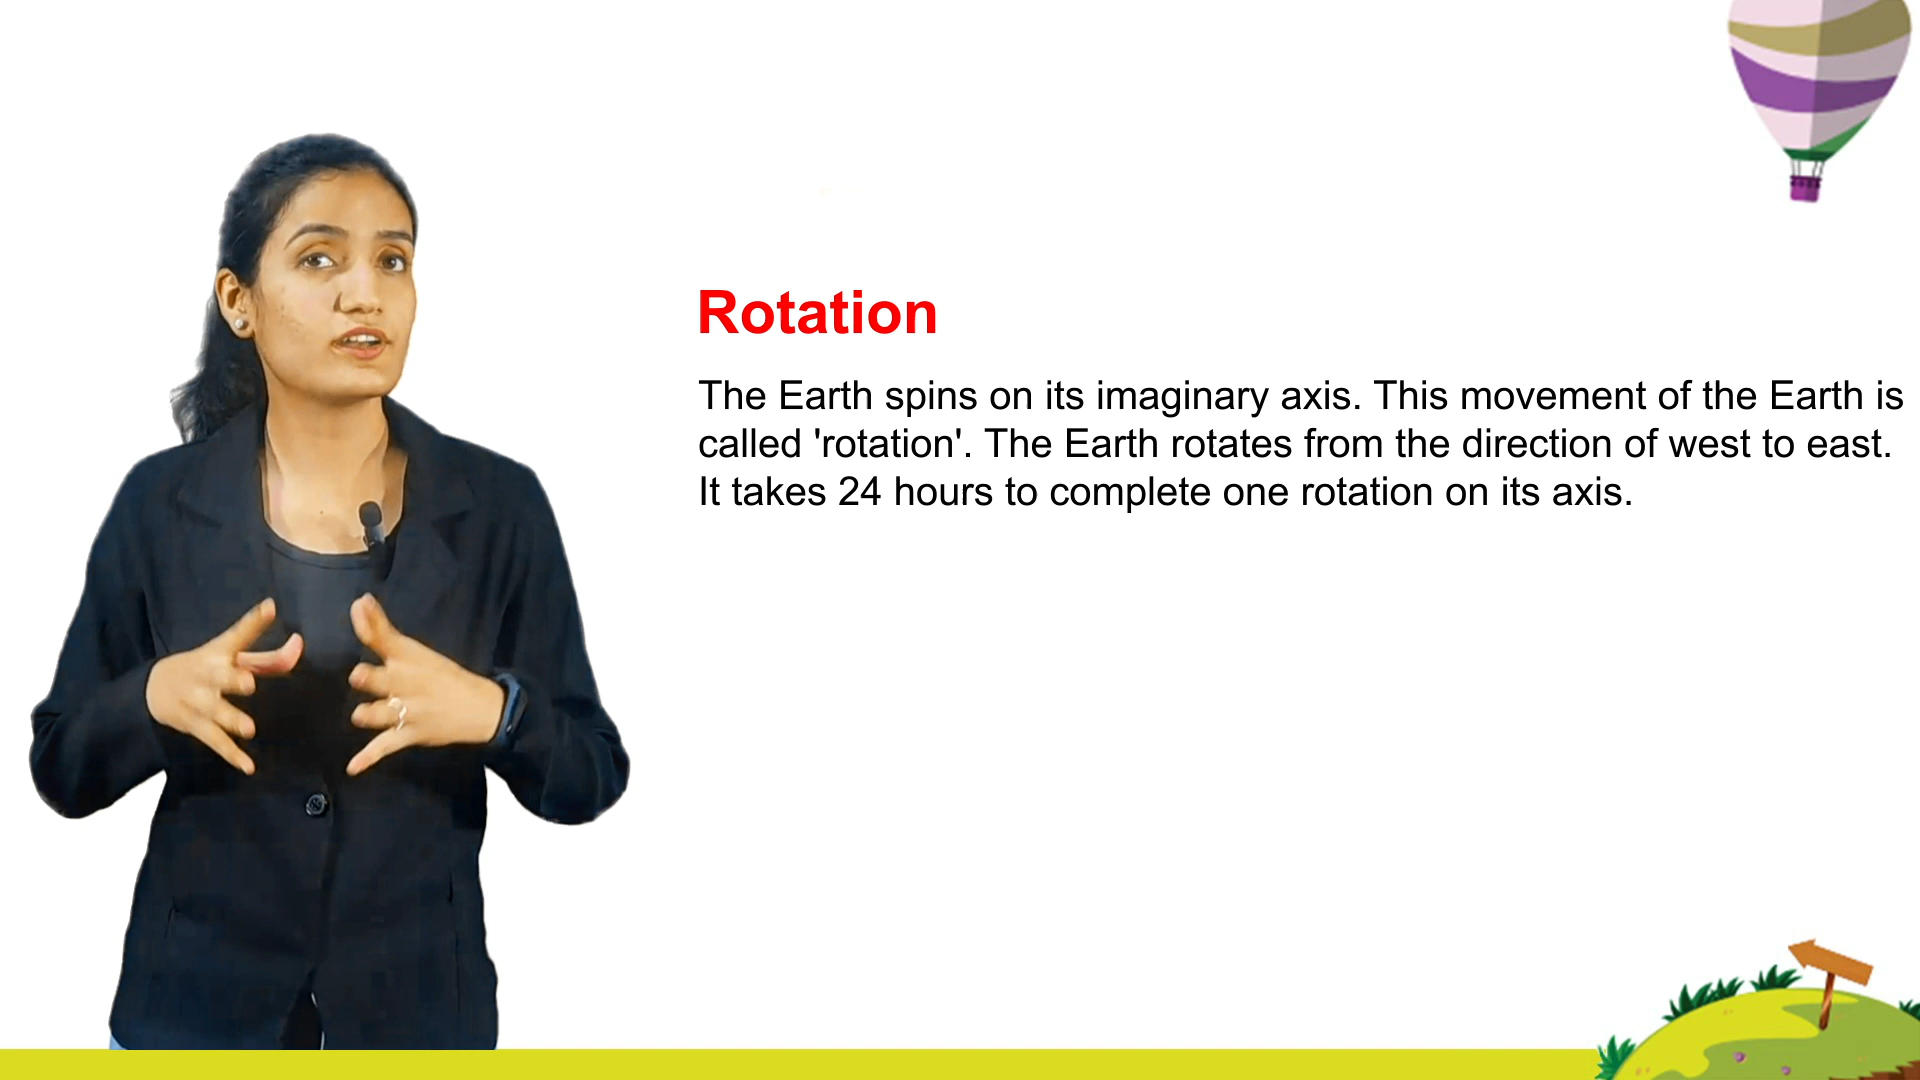 Rotation
The Earth spins on its imaginary axis. This movement of the Earth is
called 'rotation'. The Earth rotates from the direction of west to east.
It takes 24 hours to complete one rotation on its axis.